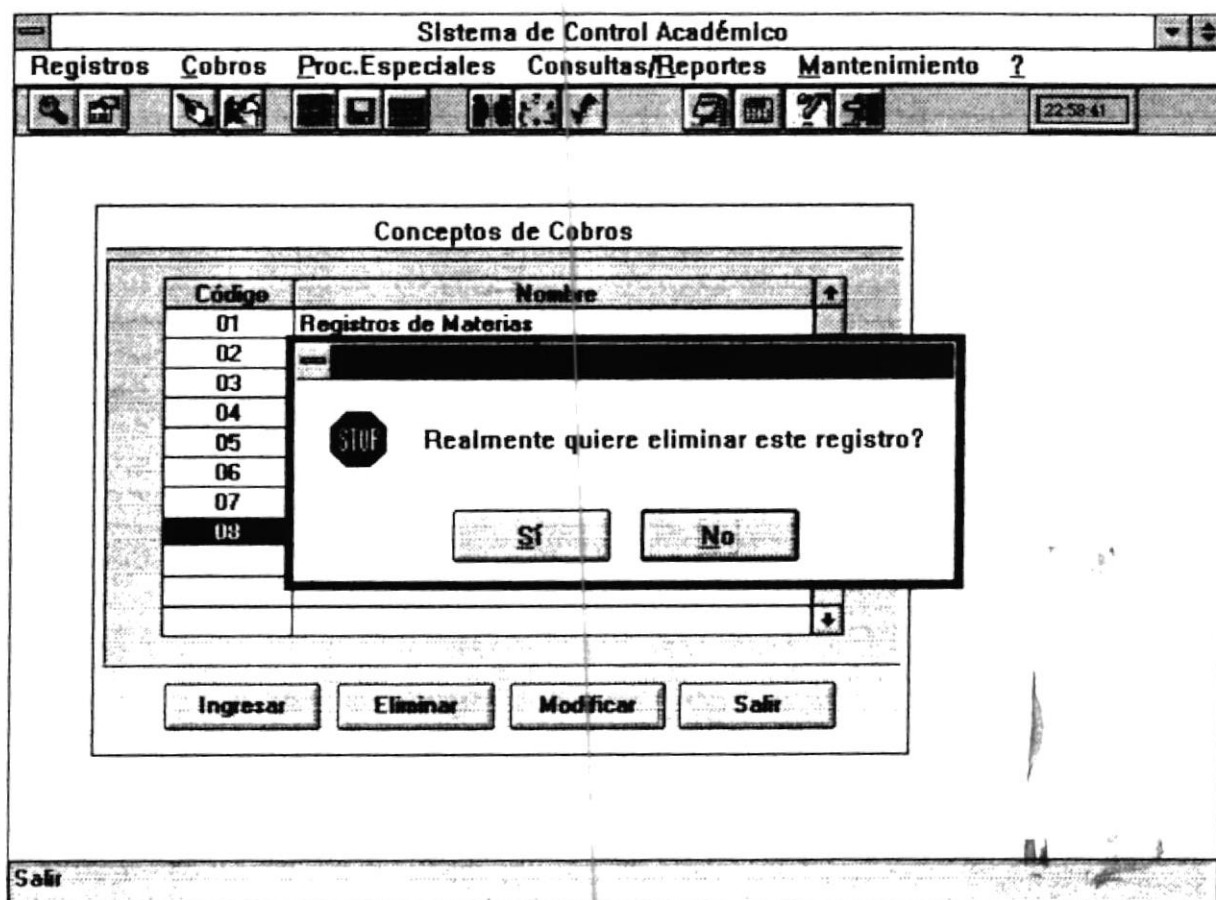 Sistema de Control Académico
Registros Cobros Proc.Especiales Consultas/Reportes Mantenimiento ?
22:58:41
Conceptos de Cobros
Código Nombre
01 Registros de Materias
02
03
04
05
06
07
08
STOP
Realmente quiere eliminar este registro?
Sí No
Ingresar Eliminar Modificar Salir
Salir